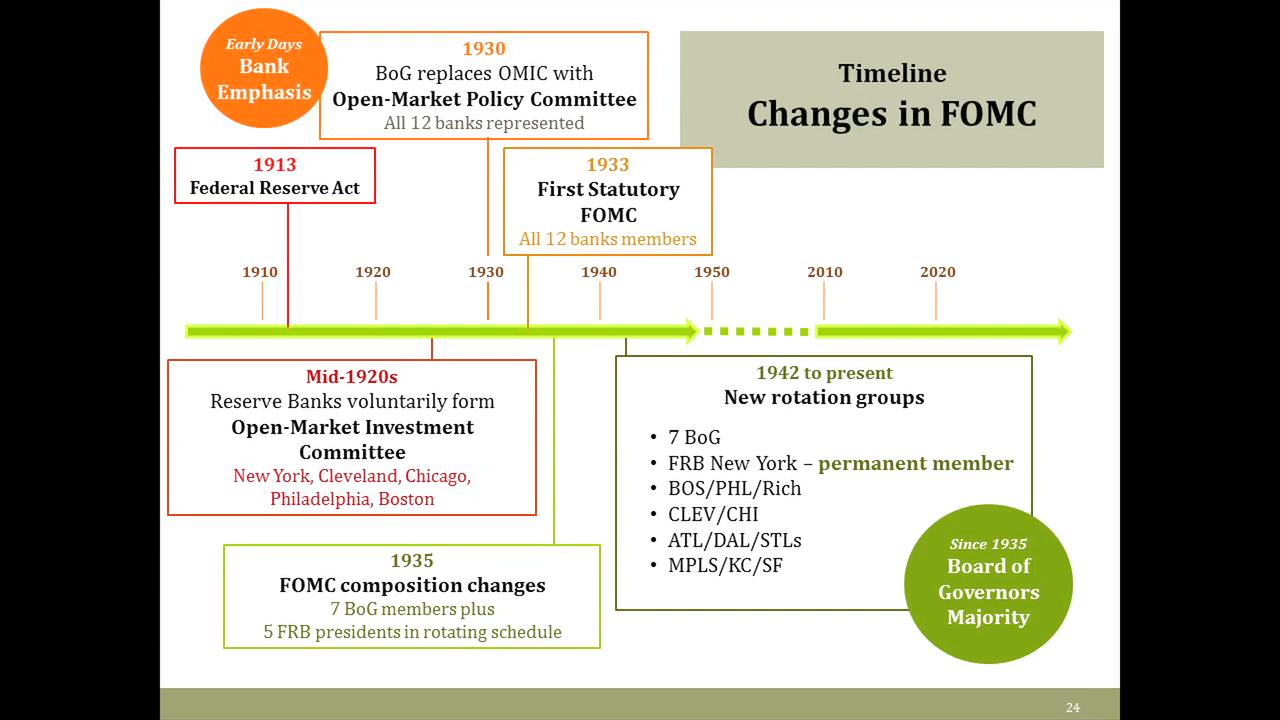 Timeline
Changes in FOMC
Early Days
Bank
Emphasis
1930
BoG replaces OMIC with
Open-Market Policy Committee
All 12 banks represented
1913
Federal Reserve Act
1933
First Statutory
FOMC
All 12 banks members
1910 1920 1930 1940 1950 2010 2020
Mid-1920s
Reserve Banks voluntarily form
Open-Market Investment
Committee
New York, Cleveland, Chicago,
Philadelphia, Boston
1935
FOMC composition changes
7 BoG members plus
5 FRB presidents in rotating schedule
1942 to present
New rotation groups
• 7 BoG
• FRB New York – permanent member
• BOS/PHL/Rich
• CLEV/CHI
• ATL/DAL/STLs
• MPLS/KC/SF
Since 1935
Board of
Governors
Majority
24